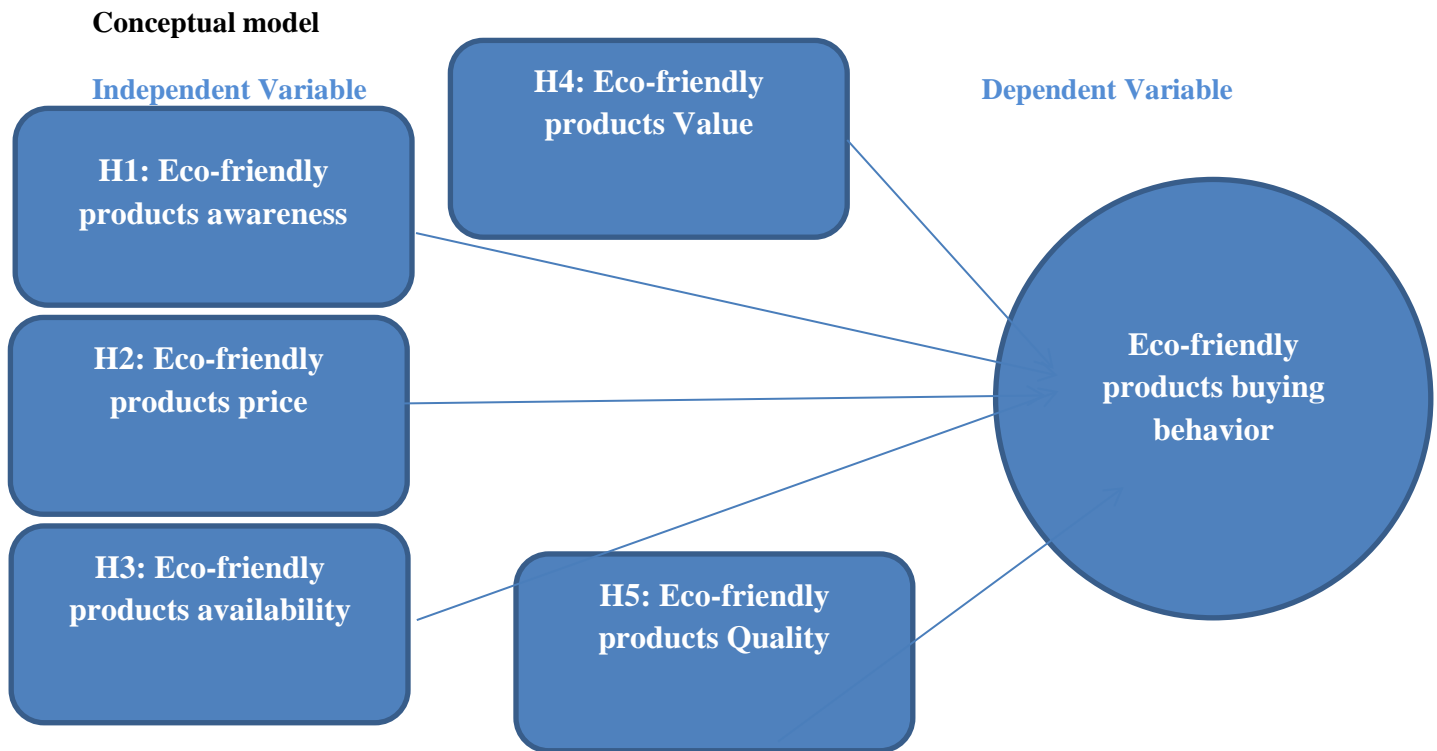 Conceptual model
Independent Variable
H1: Eco-friendly
products awareness
H2: Eco-friendly
products price
H3: Eco-friendly
products availability
H4: Eco-friendly
products Value
H5: Eco-friendly
products Quality
Dependent Variable
Eco-friendly
products buying
behavior